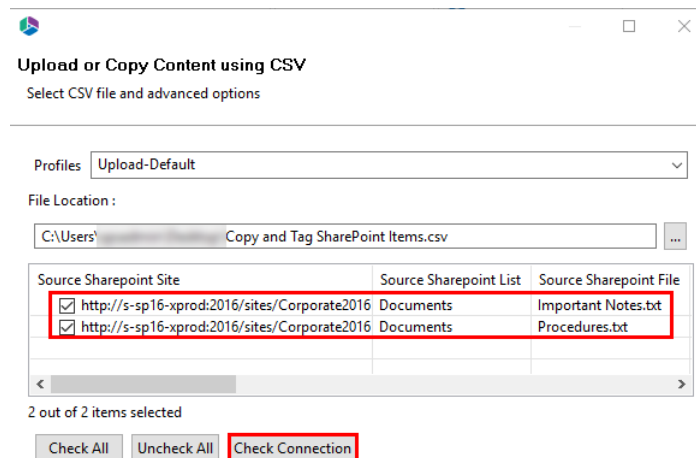 Upload or Copy Content using CSV
Select CSV file and advanced options
Profiles Upload-Default
File Location :
C:\Users\ Copy and Tag SharePoint Items.csv ...
Source Sharepoint Site Source Sharepoint List Source Sharepoint File
http://s-sp16-xprod:2016/sites/Corporate2016 Documents Important Notes.txt
http://s-sp16-xprod:2016/sites/Corporate2016 Documents Procedures.txt
2 out of 2 items selected
Check All Uncheck All Check Connection